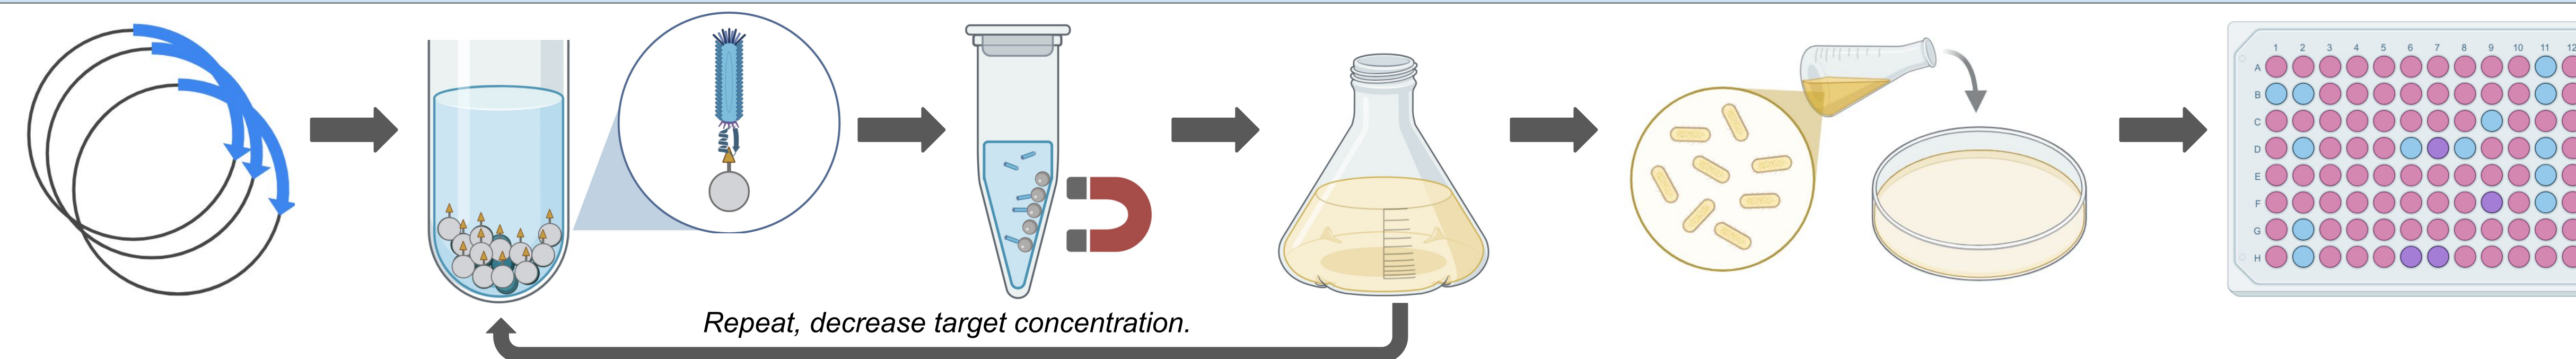 1 2 3 4 5 6 7 8 9 10 11 12
A
B
C
D
E
F
G
H
Repeat, decrease target concentration.